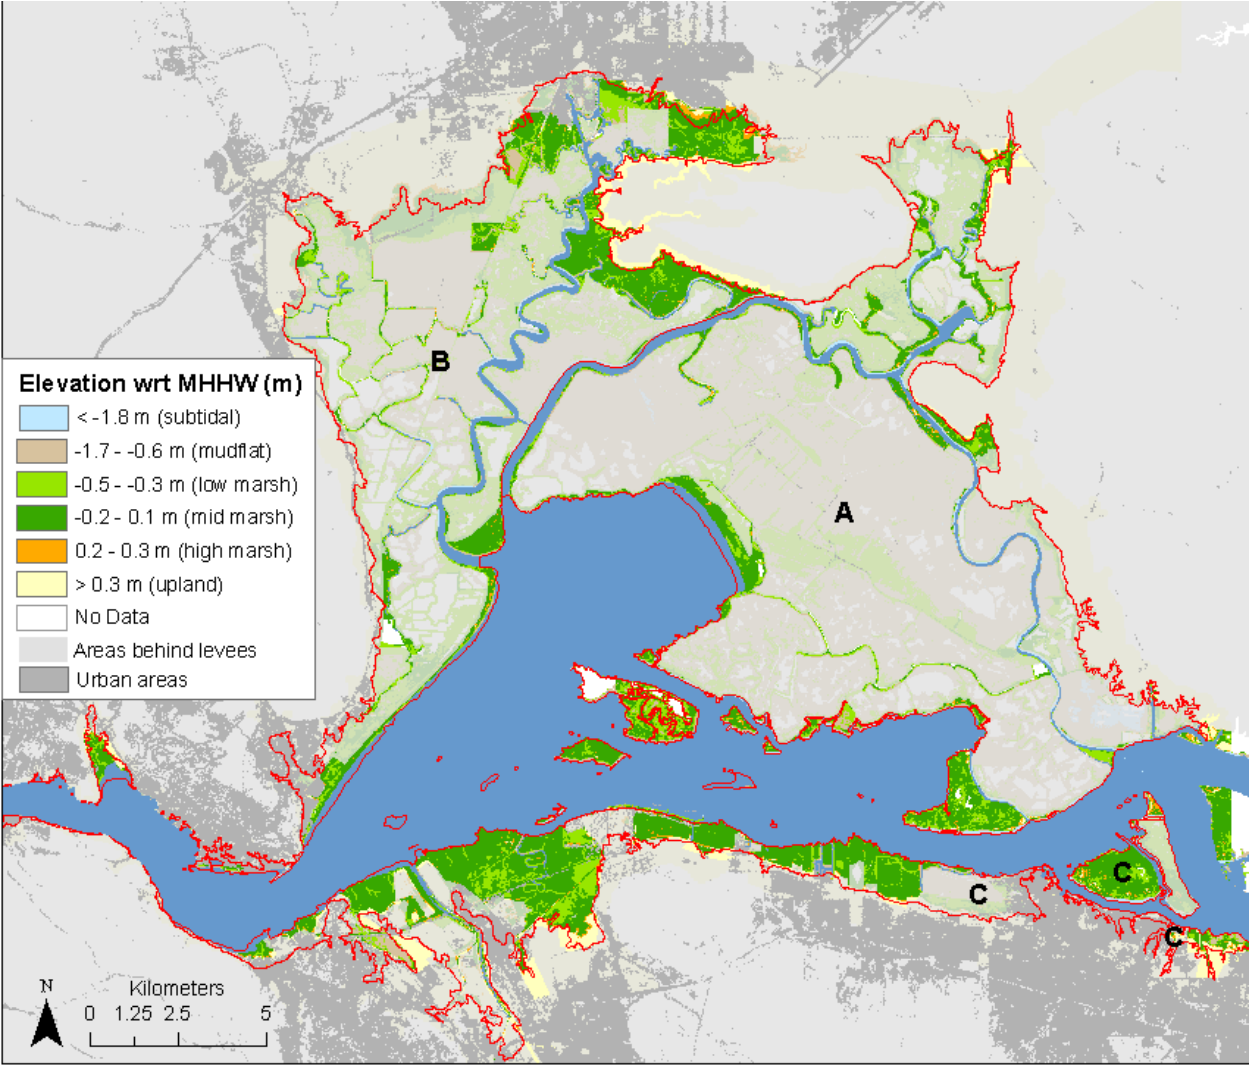 B
Elevation wrt MHHW (m)
< -1.8 m (subtidal)
-1.7 - -0.6 m (mudflat)
-0.5 - -0.3 m (low marsh)
-0.2 - 0.1 m (mid marsh)
0.2 - 0.3 m (high marsh)
> 0.3 m (upland)
No Data
Areas behind levees
Urban areas
A
C
C
C
N
Kilometers
0 1.25 2.5 5